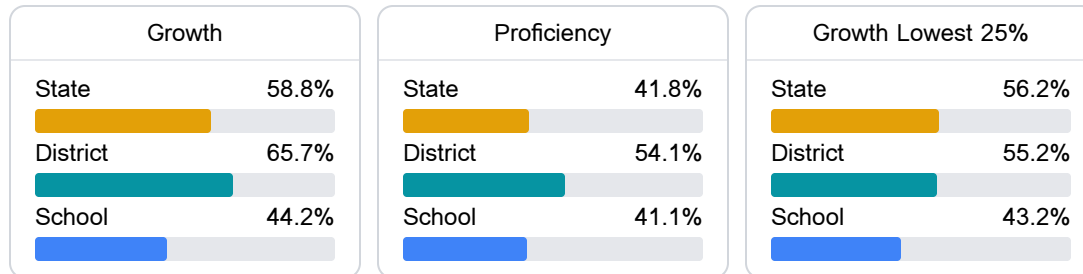 Growth
State 58.8%
District 65.7%
School 44.2%
Proficiency
State 41.8%
District 54.1%
School 41.1%
Growth Lowest 25%
State 56.2%
District 55.2%
School 43.2%